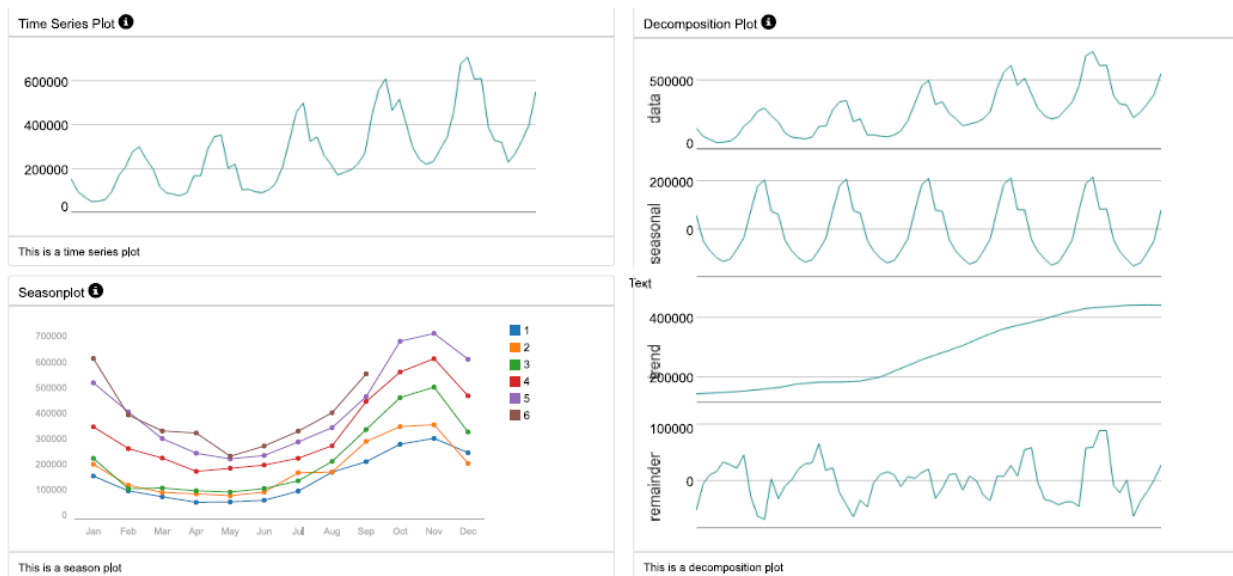 Time Series Plot
600000
400000
200000
0
This is a time series plot
Seasonplot
700000
600000
500000
400000
300000
200000
100000
0
Jan Feb Mar Apr May Jun Jul Aug Sep Oct Nov Dec
1
2
3
4
5
6
This is a season plot
Decomposition Plot
500000
0
data
200000
0
seasonal
Text
400000
200000
trend
100000
0
remainder
This is a decomposition plot